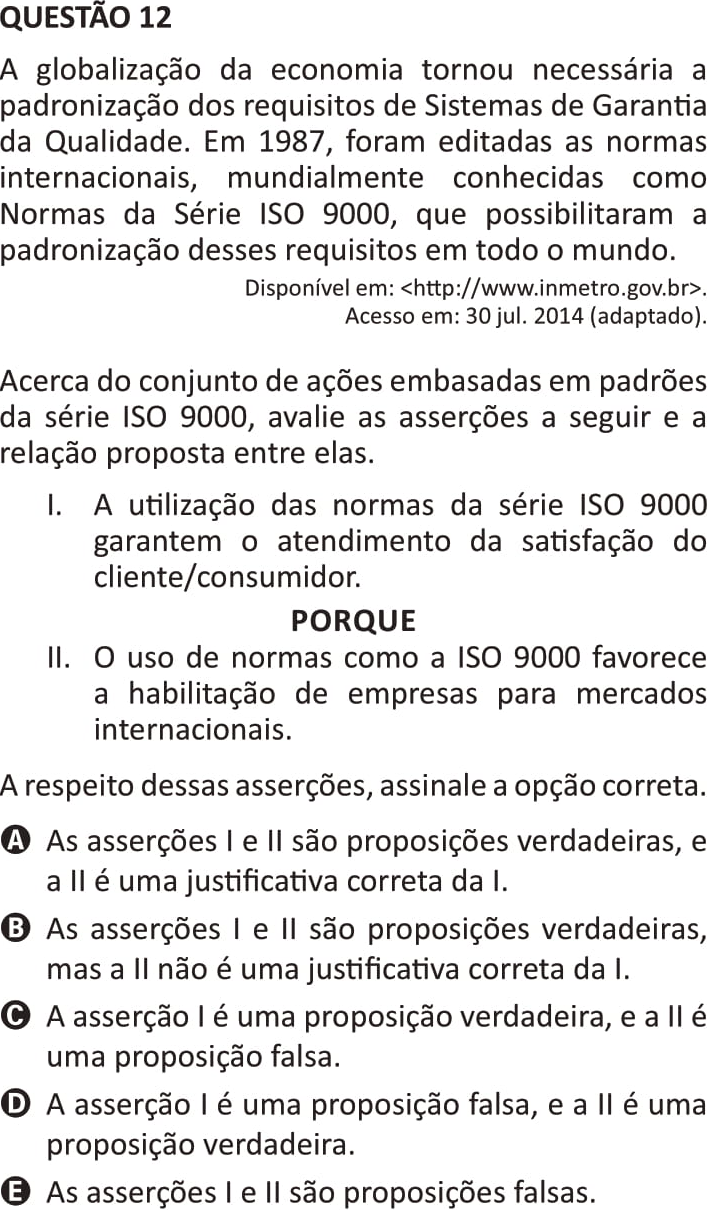 QUESTÃO 12
A globalização da economia tornou necessária a
padronização dos requisitos de Sistemas de Garantia
da Qualidade. Em 1987, foram editadas as normas
internacionais, mundialmente conhecidas como
Normas da Série ISO 9000, que possibilitaram a
padronização desses requisitos em todo o mundo.
Disponível em: <http://www.inmetro.gov.br>.
Acesso em: 30 jul. 2014 (adaptado).
Acerca do conjunto de ações embasadas em padrões
da série ISO 9000, avalie as asserções a seguir e a
relação proposta entre elas.
I. A utilização das normas da série ISO 9000
garantem o atendimento da satisfação do
cliente/consumidor.
PORQUE
II. O uso de normas como a ISO 9000 favorece
a habilitação de empresas para mercados
internacionais.
A respeito dessas asserções, assinale a opção correta.
A As asserções I e II são proposições verdadeiras, e
a II é uma justificativa correta da I.
B As asserções I e II são proposições verdadeiras,
mas a II não é uma justificativa correta da I.
C A asserção I é uma proposição verdadeira, e a II é
uma proposição falsa.
D A asserção I é uma proposição falsa, e a II é uma
proposição verdadeira.
E As asserções I e II são proposições falsas.